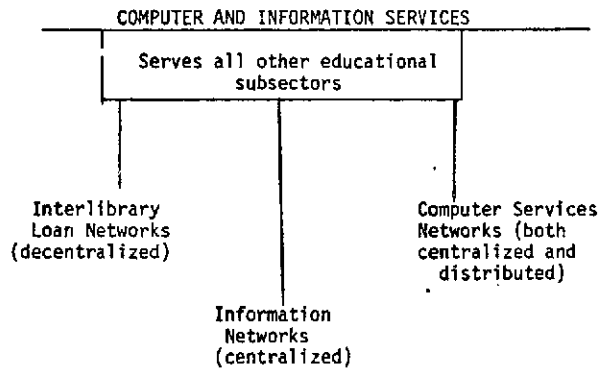 COMPUTER AND INFORMATION SERVICES
Serves all other educational
subsectors
Interlibrary
Loan Networks
(decentralized)
Computer Services
Networks (both
centralized and
distributed)
Information
Networks
(centralized)